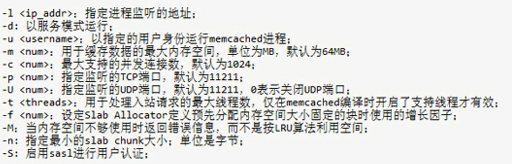 -l <ip_addr>：指定进程监听的地址；
-d: 以服务模式运行；
-u <username>：以指定的用户身份运行memcached进程；
-m <num>：用于缓存数据的最大内存空间，单位为MB，默认为64MB；
-c <num>：最大支持的并发连接数，默认为1024；
-p <num>: 指定监听的TCP端口，默认为11211；
-U <num>：指定监听的UDP端口，默认为11211，0表示关闭UDP端口；
-t <threads>：用于处理入站请求的最大线程数，仅在memcached编译时开启了支持线程才有效；
-f <num>：设定Slab Allocator定义预先分配内存空间大小固定的块时使用的增长因子；
-M：当内存空间不够使用时返回错误信息，而不是按LRU算法利用空间；
-n: 指定最小的slab chunk大小；单位是字节；
-S: 启用sasl进行用户认证；